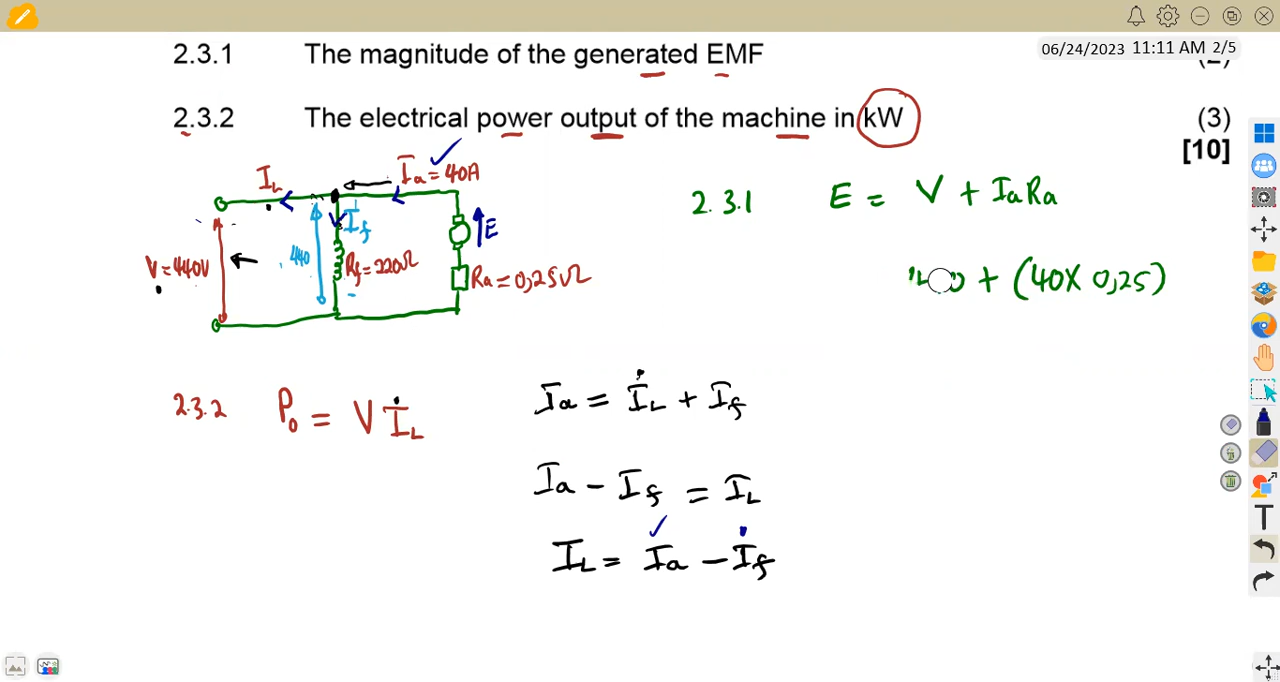 06/24/2023 11:11 AM 2/5
2.3.1 The magnitude of the generated EMF
2.3.2 The electrical power output of the machine in kW (3)
[10]
IL Ia = 40A
If E
V = 440V 440 Rf = 220Ω Ra = 0,25Ω
2.3.1 E = V + IaRa
+ (40 X 0,25)
2.3.2 Po = V IL
Ia = IL + If
Ia - If = IL
IL = Ia - If
T